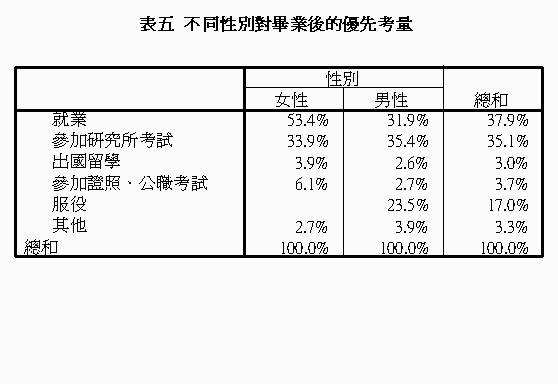 表五 不同性別對畢業後的優先考量
性別
女性 男性 總和
就業 53.4% 31.9% 37.9%
參加研究所考試 33.9% 35.4% 35.1%
出國留學 3.9% 2.6% 3.0%
參加證照、公職考試 6.1% 2.7% 3.7%
服役 23.5% 17.0%
其他 2.7% 3.9% 3.3%
總和 100.0% 100.0% 100.0%